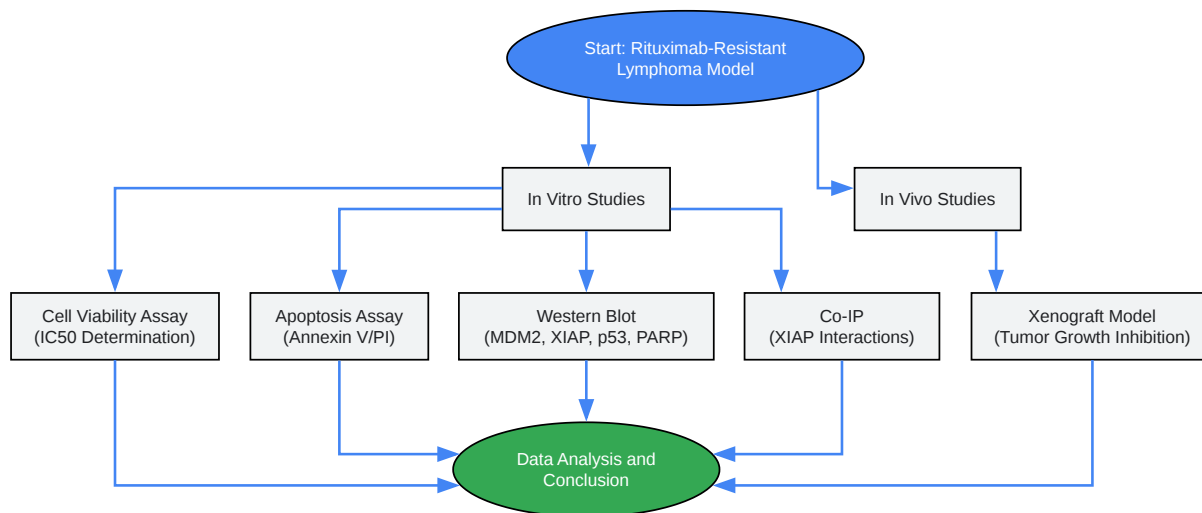 Start: Rituximab-Resistant
Lymphoma Model
In Vitro Studies
In Vivo Studies
Cell Viability Assay
(IC50 Determination)
Apoptosis Assay
(Annexin V/PI)
Western Blot
(MDM2, XIAP, p53, PARP)
Co-IP
(XIAP Interactions)
Xenograft Model
(Tumor Growth Inhibition)
Data Analysis and
Conclusion